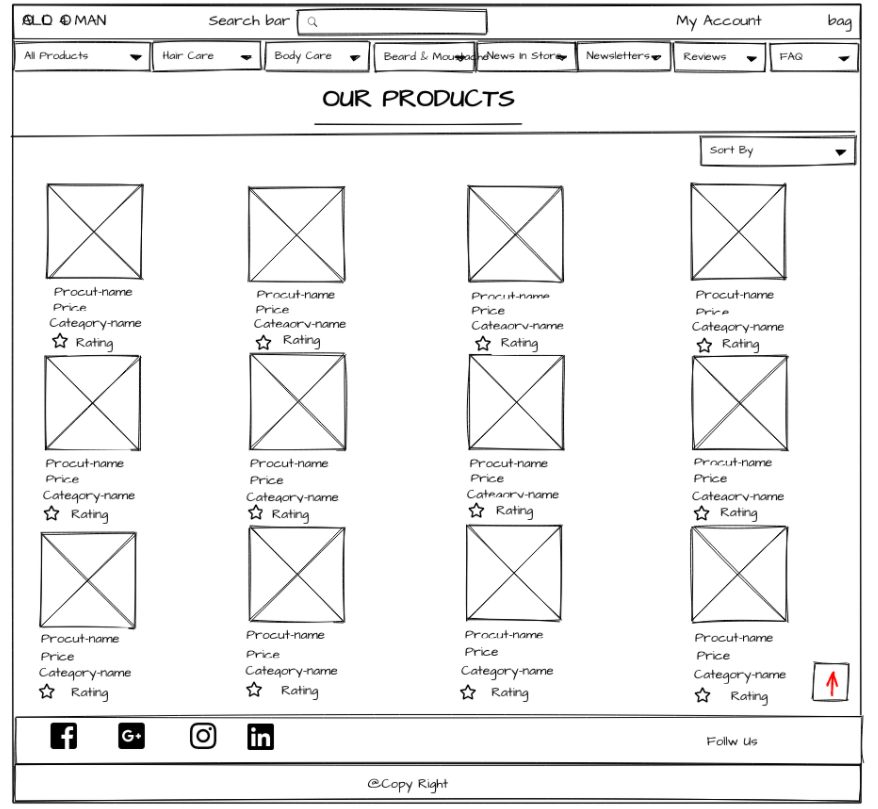 MAN Search bar My Account bag
All Products Hair Care Body Care Beard & Moustache News In Store Newsletters Reviews FAQ
OUR PRODUCTS
Sort By
Procut-name Procut-name Procut-name Procut-name
Price Price Price Price
Category-name Category-name Category-name Category-name
Rating Rating Rating Rating
Procut-name Procut-name Procut-name Procut-name
Price Price Price Price
Category-name Category-name Category-name Category-name
Rating Rating Rating Rating
Procut-name Procut-name Procut-name Procut-name
Price Price Price Price
Category-name Category-name Category-name Category-name
Rating Rating Rating Rating
f G+ in Follw Us
@Copy Right